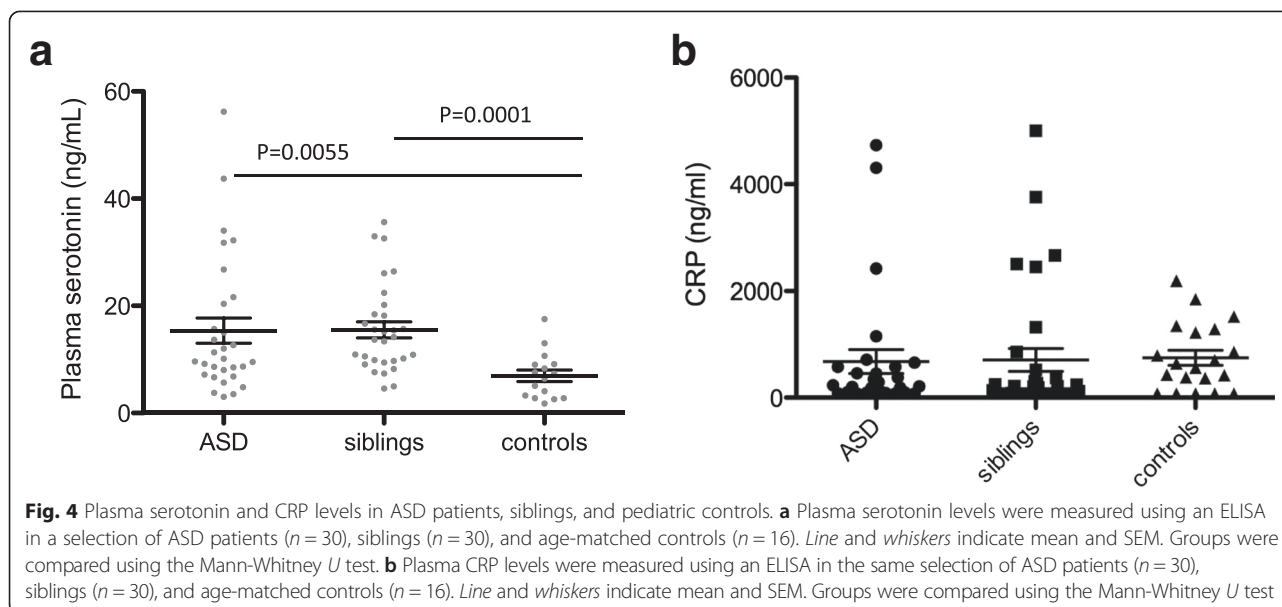 a
b
60
40
20
0
Plasma serotonin (ng/mL)
P=0.0001
P=0.0055
ASD
siblings
controls
6000
4000
2000
0
CRP (ng/ml)
ASD
siblings
controls
Fig. 4 Plasma serotonin and CRP levels in ASD patients, siblings, and pediatric controls. a Plasma serotonin levels were measured using an ELISA
in a selection of ASD patients (n = 30), siblings (n = 30), and age-matched controls (n = 16). Line and whiskers indicate mean and SEM. Groups were
compared using the Mann-Whitney U test. b Plasma CRP levels were measured using an ELISA in the same selection of ASD patients (n = 30),
siblings (n = 30), and age-matched controls (n = 16). Line and whiskers indicate mean and SEM. Groups were compared using the Mann-Whitney U test